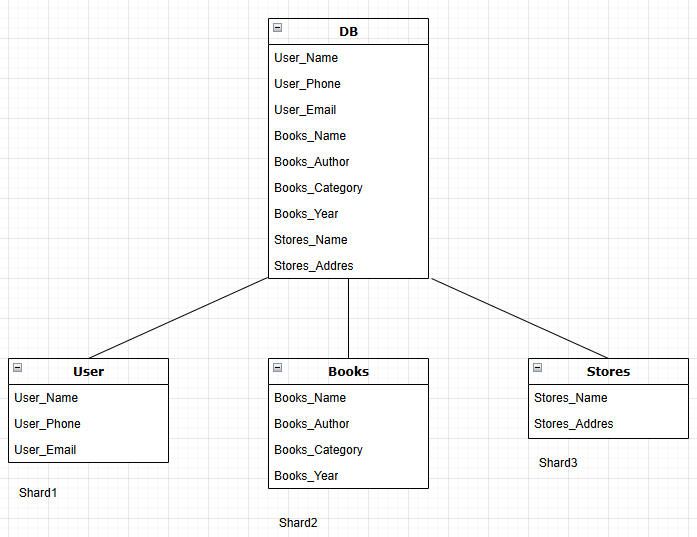 DB
User_Name
User_Phone
User_Email
Books_Name
Books_Author
Books_Category
Books_Year
Stores_Name
Stores_Addres
User
User_Name
User_Phone
User_Email
Shard1
Books
Books_Name
Books_Author
Books_Category
Books_Year
Shard2
Stores
Stores_Name
Stores_Addres
Shard3